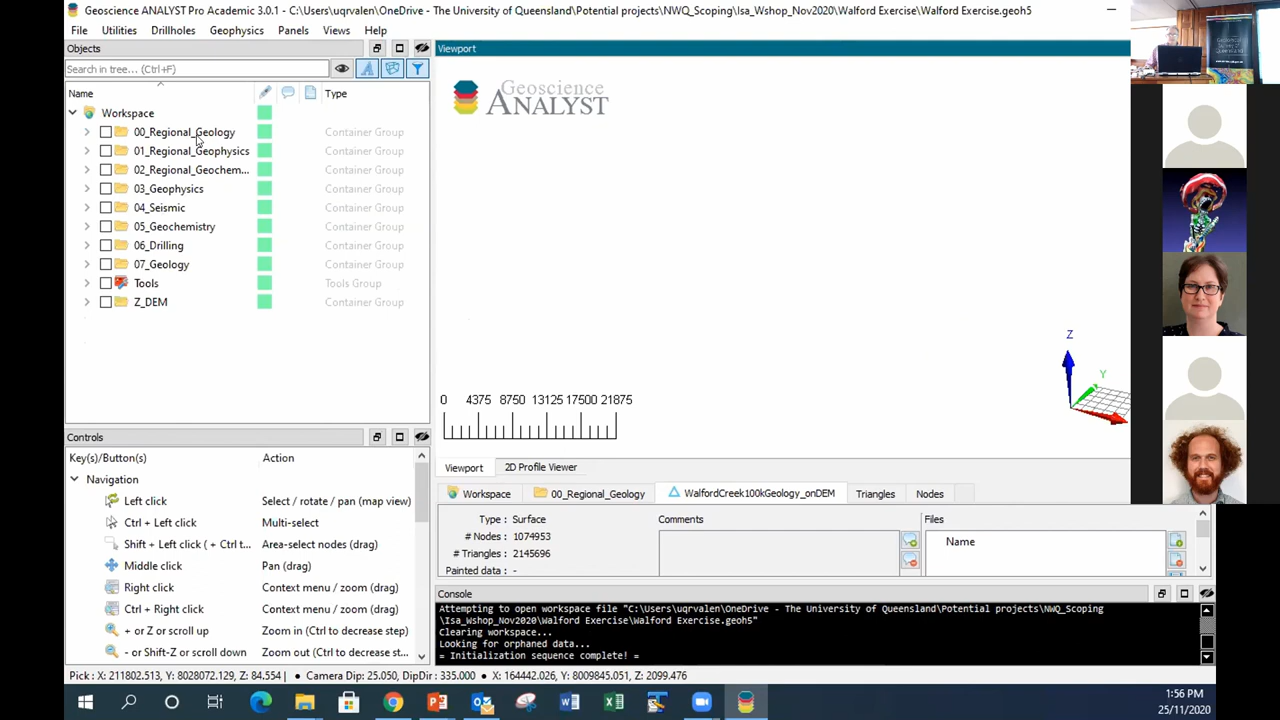 Geoscience ANALYST Pro Academic 3.0.1 - C:\Users\uqrvalen\OneDrive - The University of Queensland\Potential projects\NWQ_Scoping\Isa_Wshop_Nov2020\Walford Exercise\Walford Exercise.geoh5
File Utilities Drillholes Geophysics Panels Views Help
Objects
Viewport
Search in tree... (Ctrl+F)
Name Type
Workspace
00_Regional_Geology Container Group
01_Regional_Geophysics Container Group
02_Regional_Geochem... Container Group
03_Geophysics Container Group
04_Seismic Container Group
05_Geochemistry Container Group
06_Drilling Container Group
07_Geology Container Group
Tools Tools Group
Z_DEM Container Group
Geoscience
ANALYST
Z
Y
0 4375 8750 13125 17500 21875
Controls
Key(s)/Button(s) Action
Navigation
Left click Select / rotate / pan (map view)
Ctrl + Left click Multi-select
Shift + Left click ( + Ctrl t... Area-select nodes (drag)
Middle click Pan (drag)
Right click Context menu / zoom (drag)
Ctrl + Right click Context menu / zoom (drag)
+ or Z or scroll up Zoom in (Ctrl to decrease step)
- or Shift-Z or scroll down Zoom out (Ctrl to decrease st...
Viewport 2D Profile Viewer
Workspace 00_Regional_Geology WalfordCreek100kGeology_onDEM Triangles Nodes
Type : Surface
# Nodes : 1074953
# Triangles : 2145696
Painted data : -
Comments
Files
Name
Console
Attempting to open workspace file "C:\Users\uqrvalen\OneDrive - The University of Queensland\Potential projects\NWQ_Scoping
\Isa_Wshop_Nov2020\Walford Exercise\Walford Exercise.geoh5"
Clearing workspace...
Looking for orphaned data...
= Initialization sequence complete! =
Pick : X: 211802.513, Y: 8028072.129, Z: 84.554 | ● Camera Dip: 25.050, DipDir : 335.000 ● X: 164442.026, Y: 8009845.051, Z: 2099.476
1:56 PM
25/11/2020